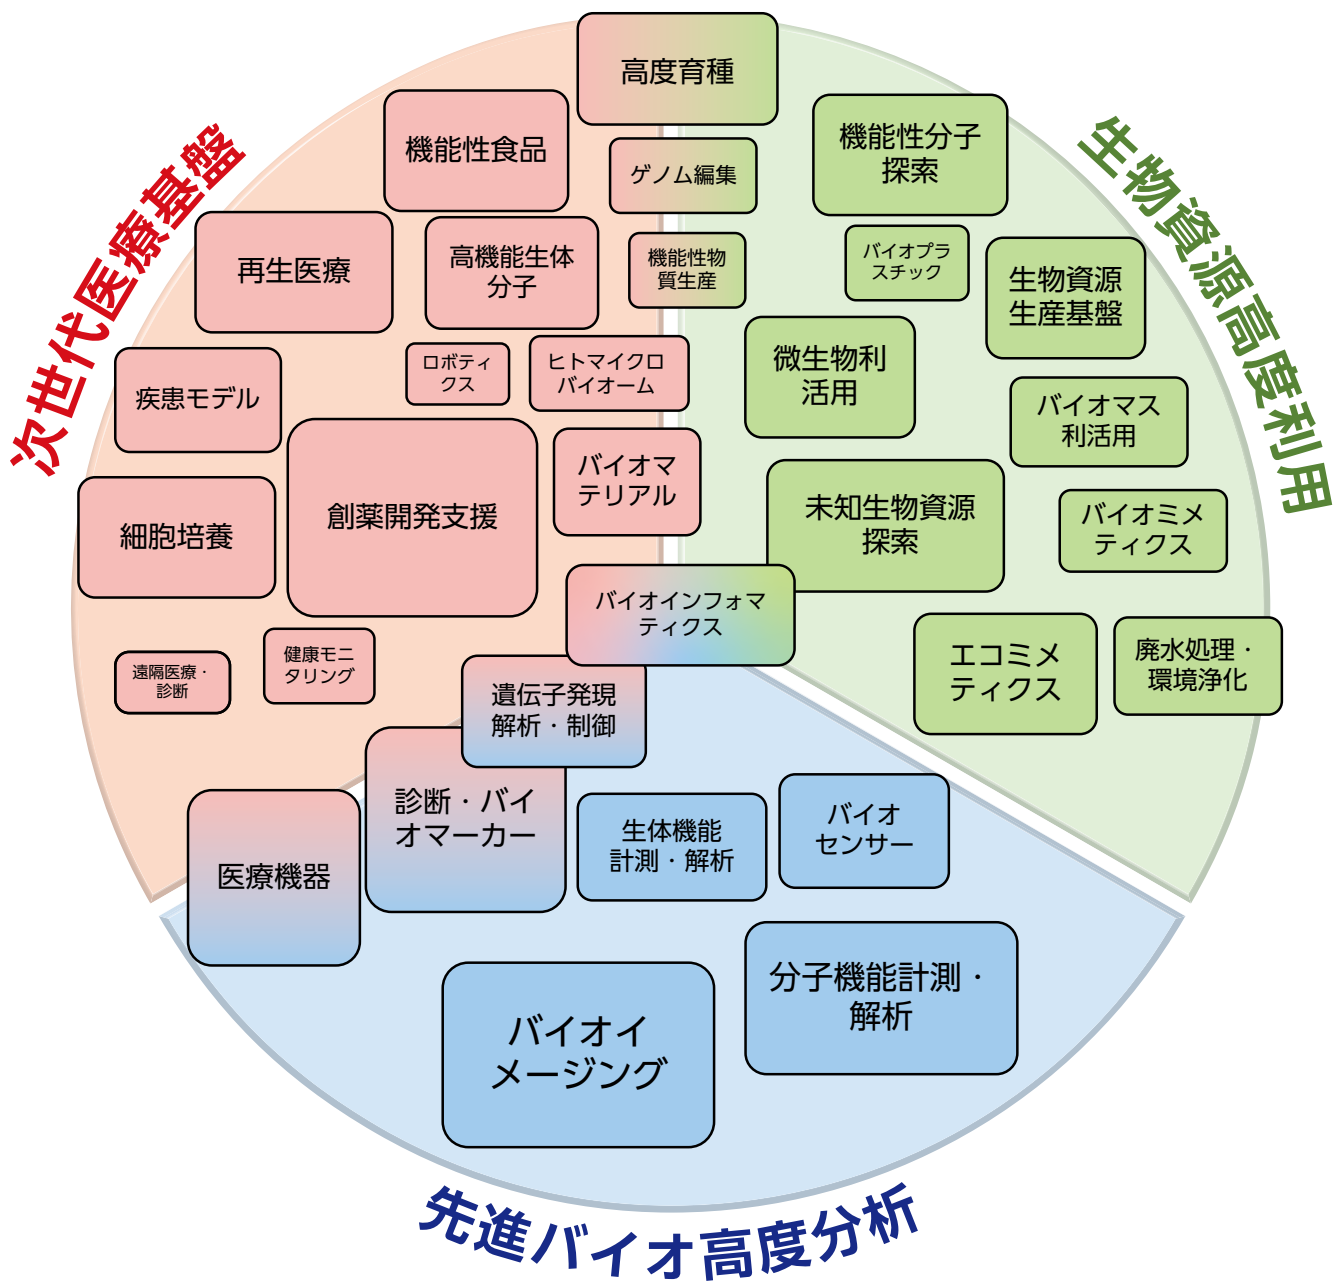 次世代医療基盤
生物資源高度利用
先進バイオ高度分析
高度育種
機能性食品
ゲノム編集
機能性分子
探索
再生医療
高機能生体
分子
機能性物
質生産
バイオプラ
スチック
生物資源
生産基盤
疾患モデル
ロボティ
クス
ヒトマイクロ
バイオーム
微生物利
活用
バイオマス
利活用
細胞培養
創薬開発支援
バイオマ
テリアル
未知生物資源
探索
バイオミメ
ティクス
バイオインフォマ
ティクス
遠隔医療・
診断
健康モニ
タリング
エコミメ
ティクス
廃水処理・
環境浄化
遺伝子発現
解析・制御
診断・バイ
オマーカー
医療機器
生体機能
計測・解析
バイオ
センサー
バイオイ
メージング
分子機能計測・
解析